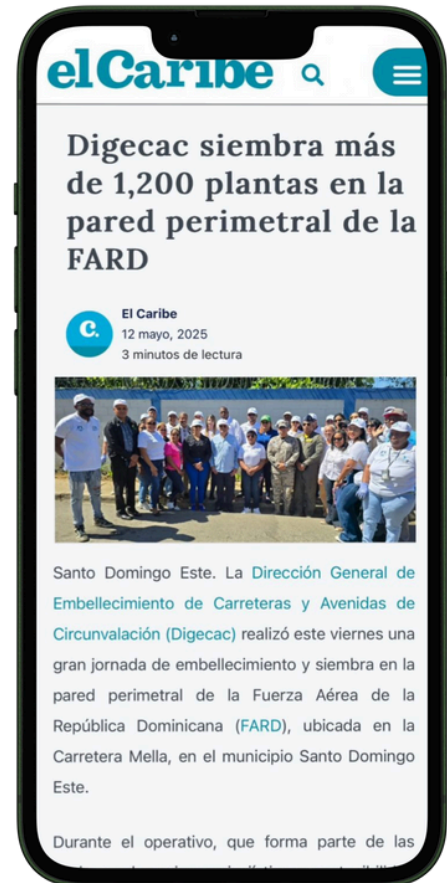 elCaribe
Digecac siembra más
de 1,200 plantas en la
pared perimetral de la
FARD
C.
El Caribe
12 mayo, 2025
3 minutos de lectura
Santo Domingo Este. La Dirección General de
Embellecimiento de Carreteras y Avenidas de
Circunvalación (Digecac) realizó este viernes una
gran jornada de embellecimiento y siembra en la
pared perimetral de la Fuerza Aérea de la
República Dominicana (FARD), ubicada en la
Carretera Mella, en el municipio Santo Domingo
Este.
Durante el operativo, que forma parte de las